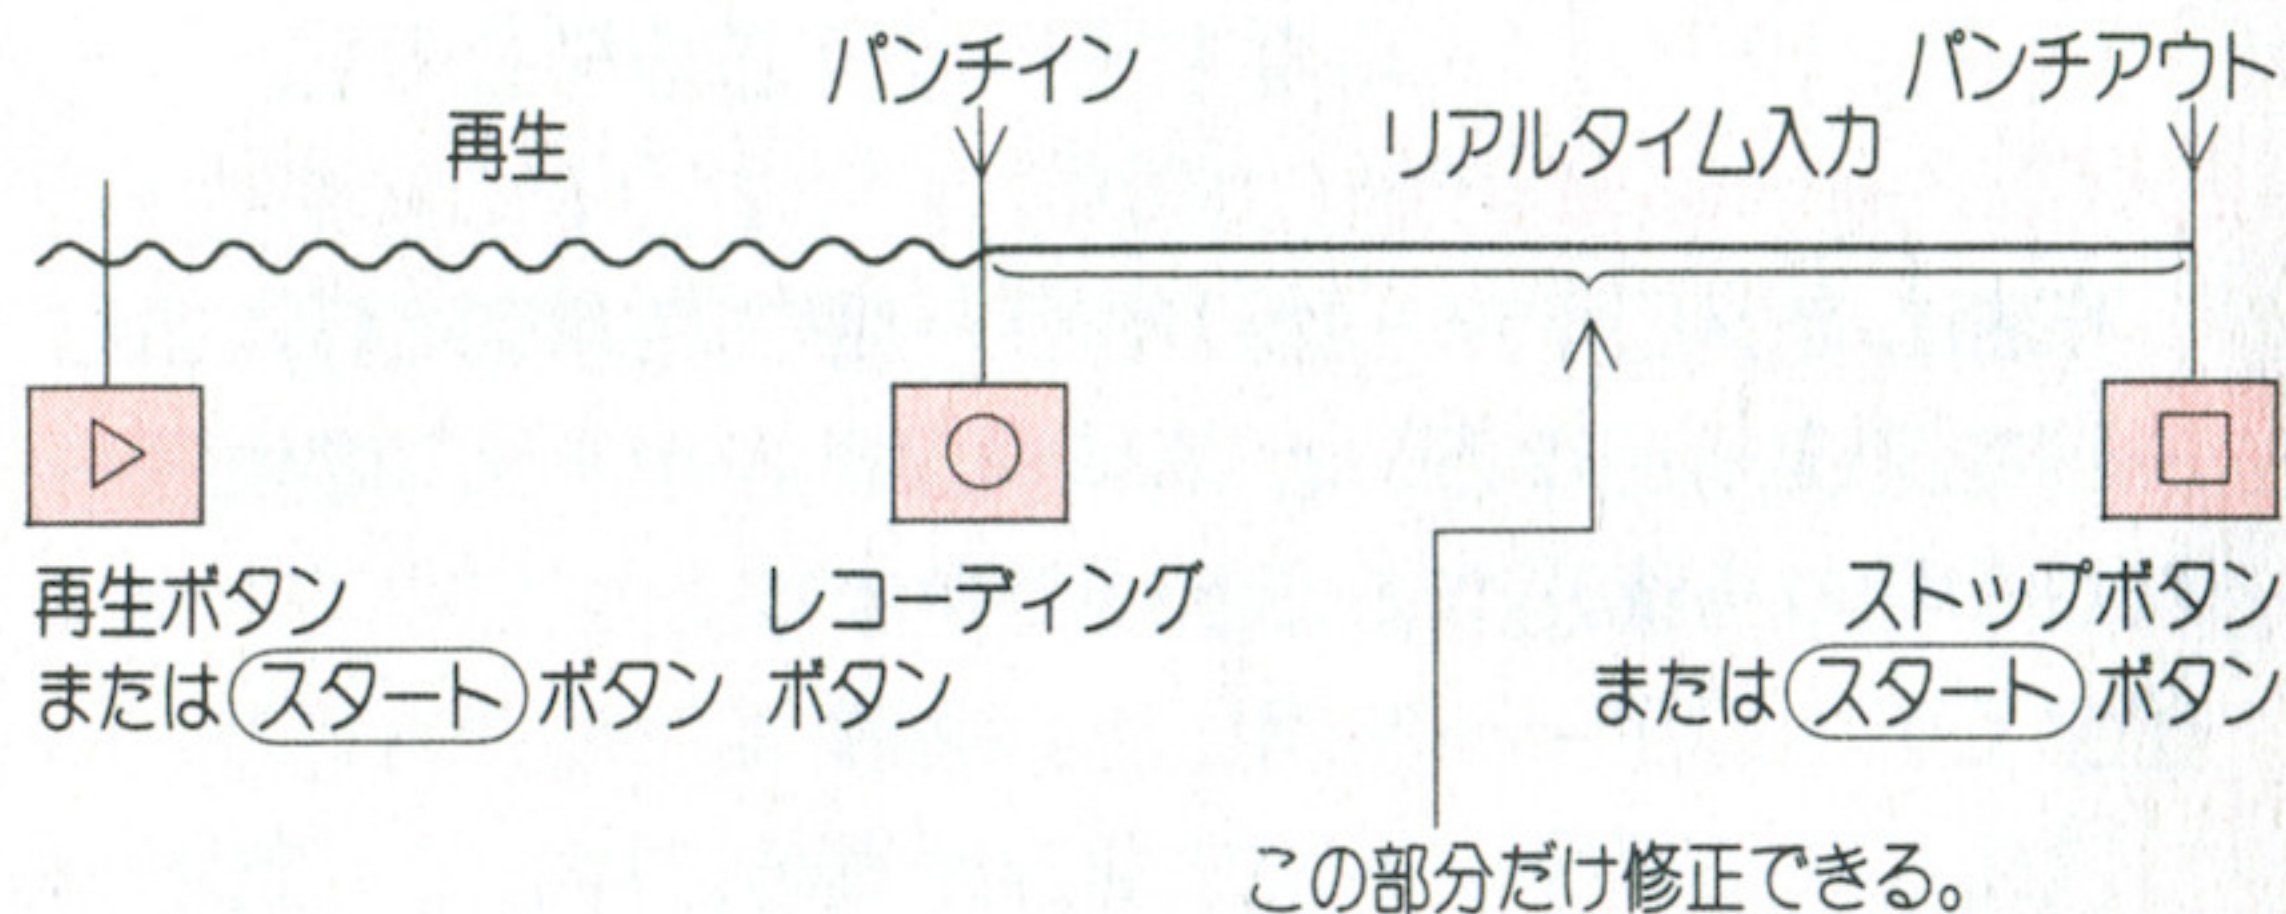 パンチイン
パンチアウト
再生
リアルタイム入力
再生ボタン
または スタート ボタン
レコーディング
ボタン
ストップボタン
または スタート ボタン
この部分だけ修正できる。